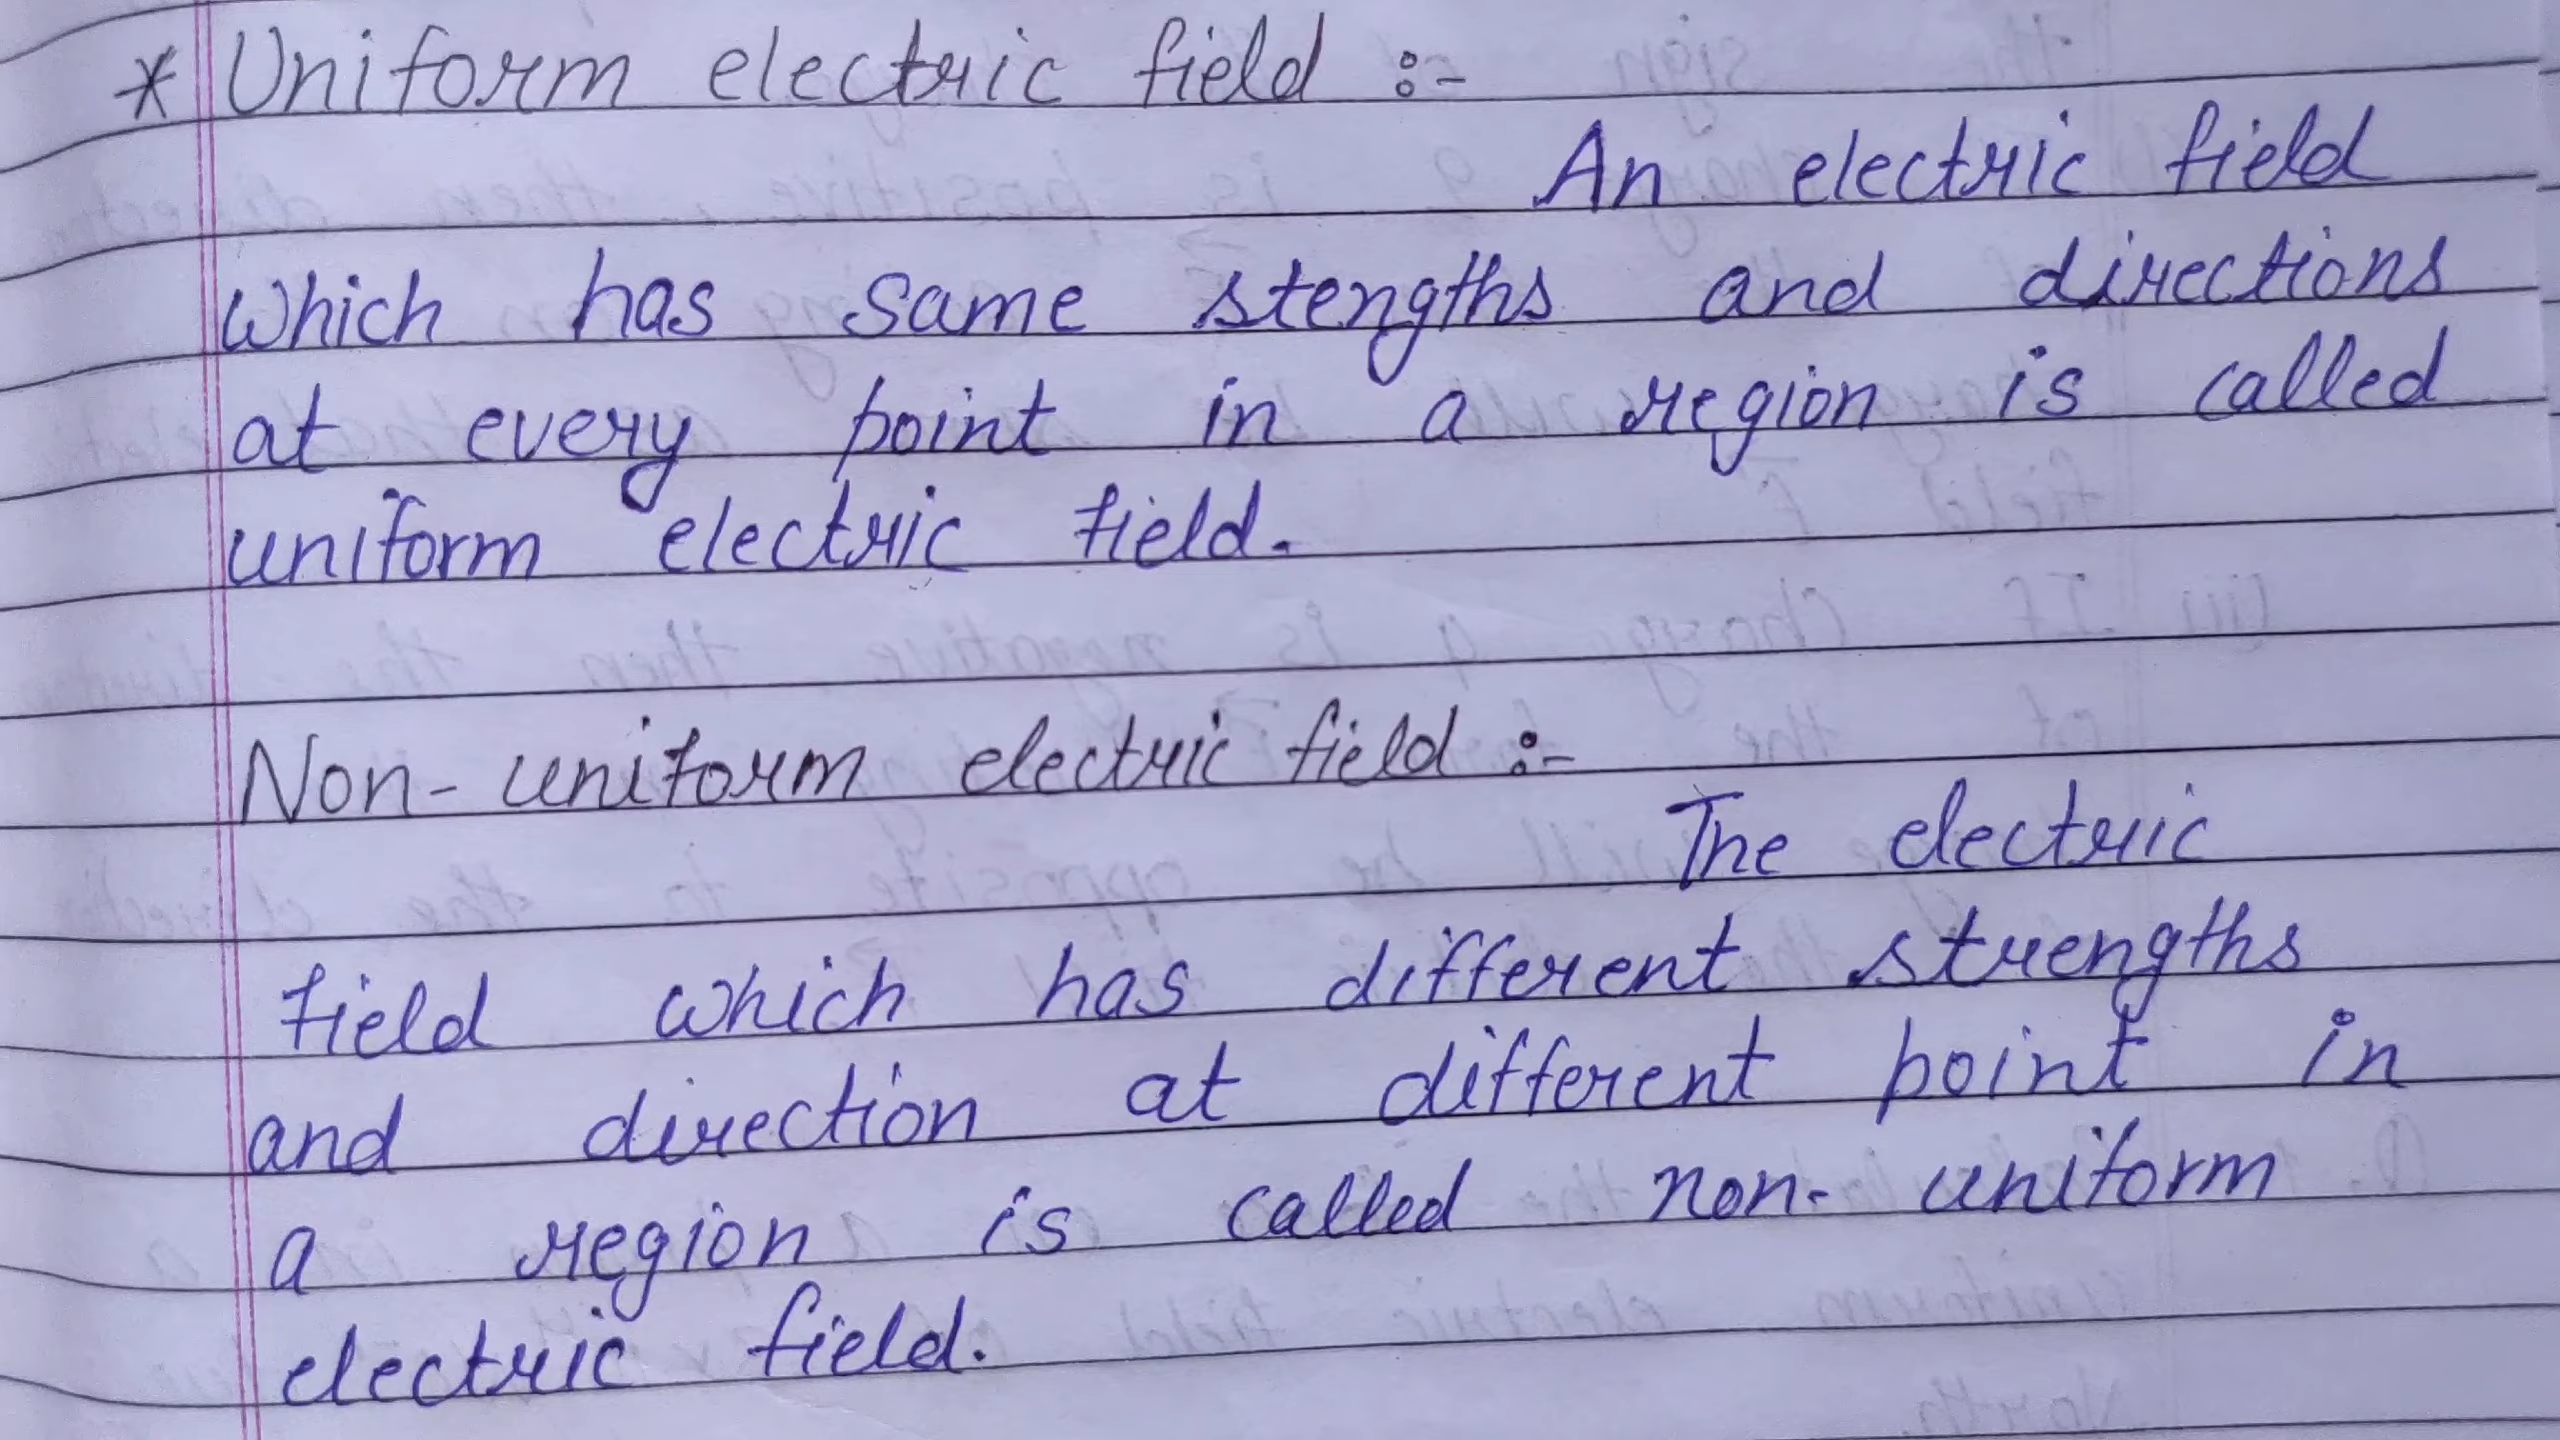 * Uniform electric field :-
An electric field
which has same stengths and directions
at every point in a region is called
uniform electric field.
Non-uniform electric field :-
The electric
field which has different strengths
and direction at different point in
a region is called non-uniform
electric field.